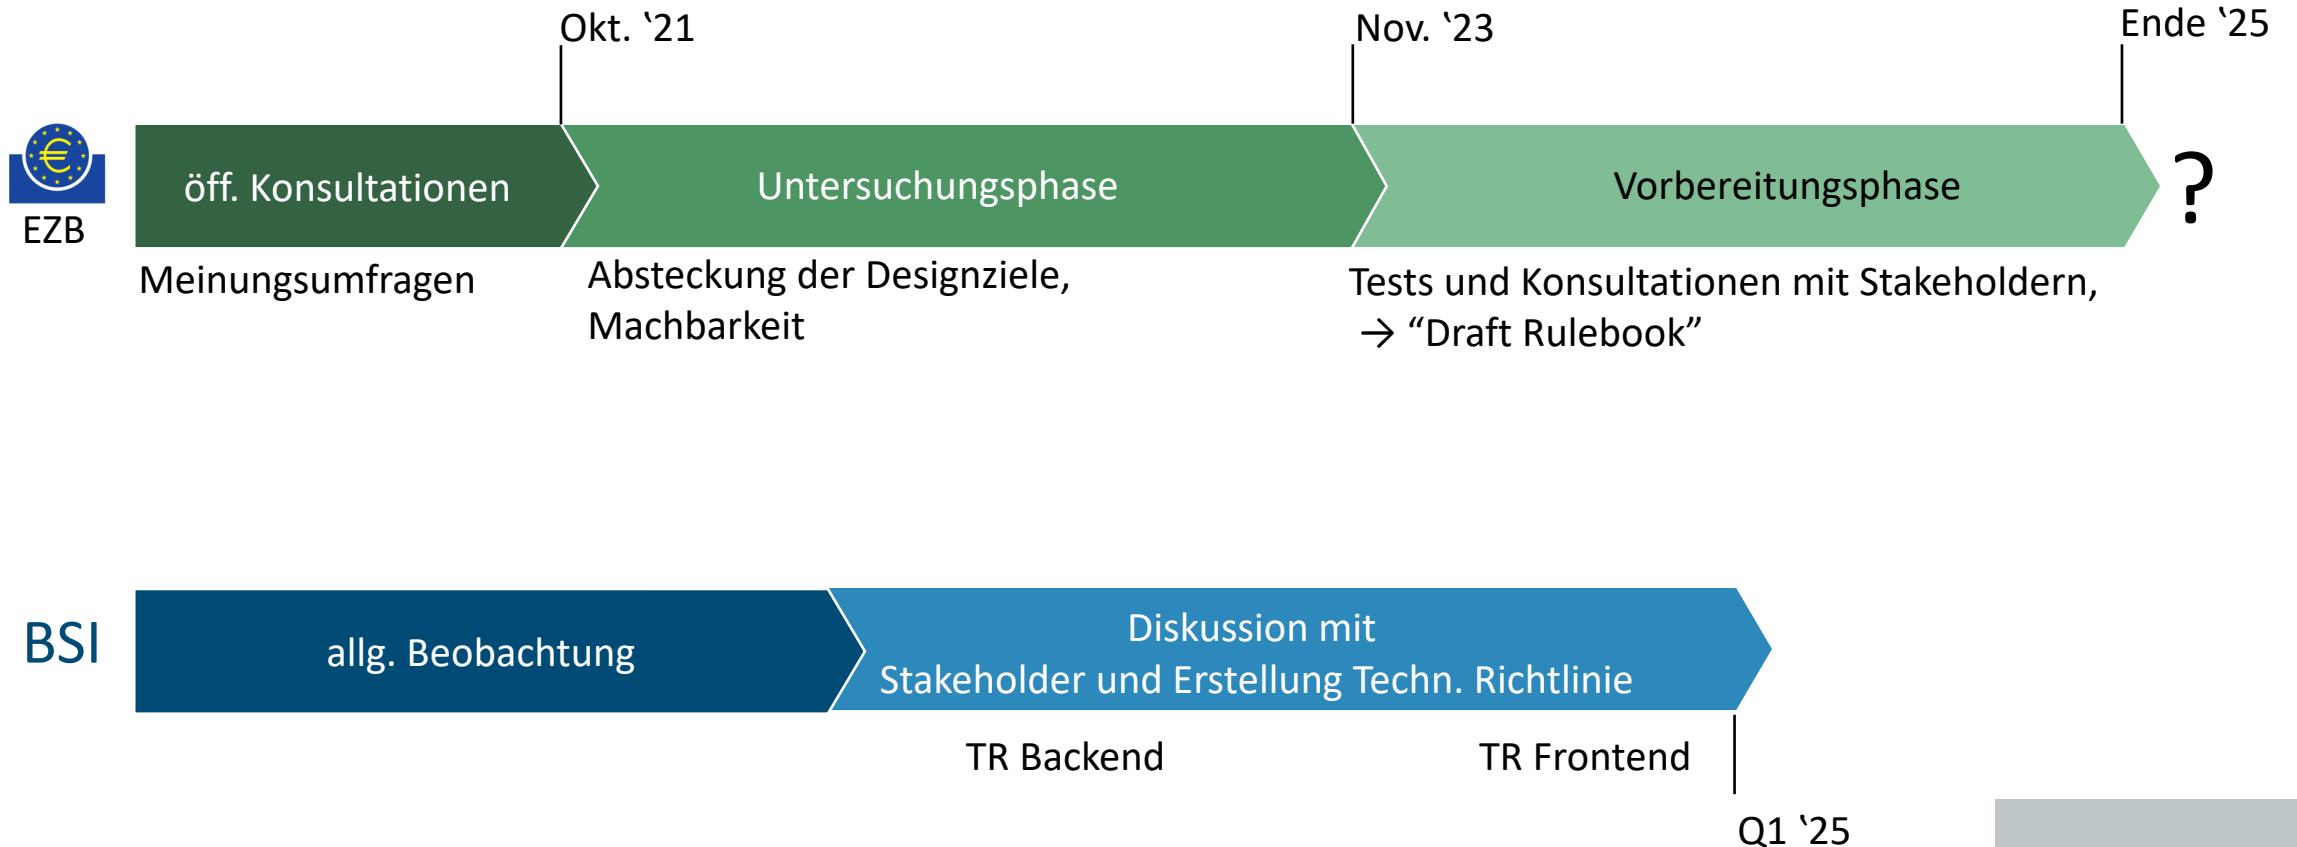 Okt. ‘21
Nov. ‘23
Ende ‘25
€
EZB
öff. Konsultationen
Untersuchungsphase
Vorbereitungsphase
?
Meinungsumfragen
Absteckung der Designziele,
Machbarkeit
Tests und Konsultationen mit Stakeholdern,
→ “Draft Rulebook”
BSI
allg. Beobachtung
Diskussion mit
Stakeholder und Erstellung Techn. Richtlinie
TR Backend
TR Frontend
Q1 ‘25